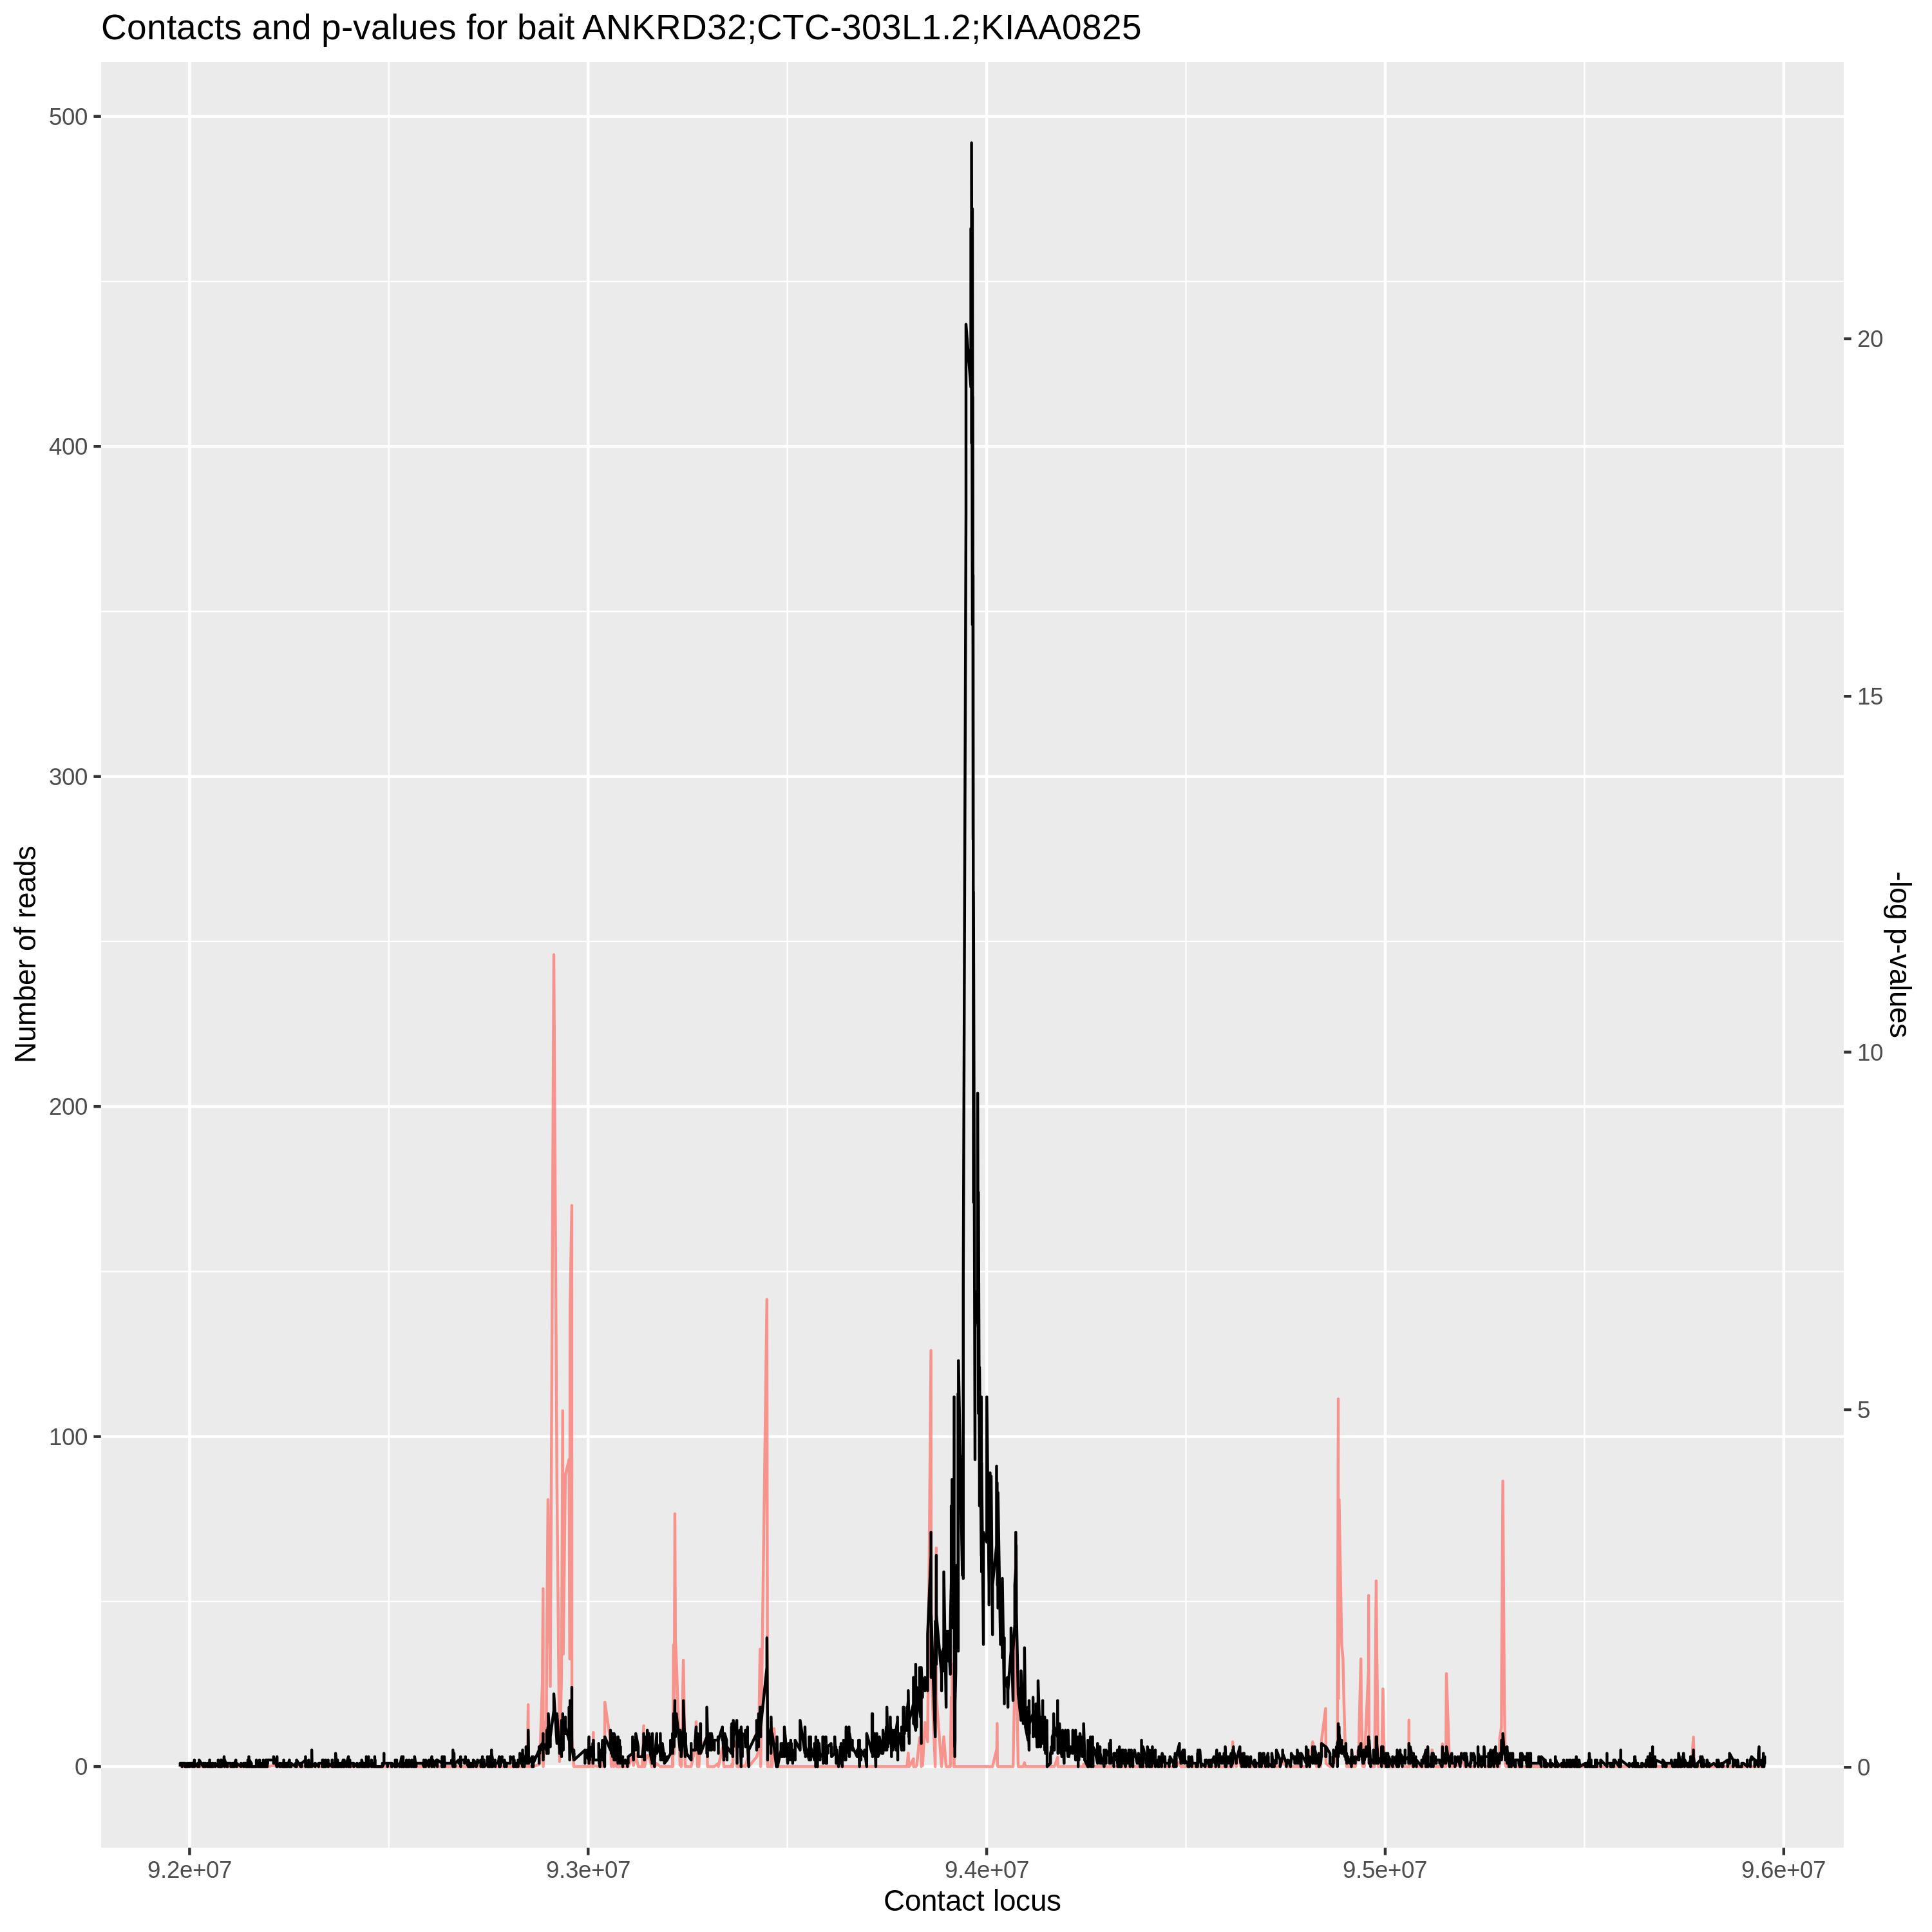 Contacts and p-values for bait ANKRD32;CTC-303L1.2;KIAA0825
500
400
300
200
100
0
Number of reads
20
15
10
5
0
-log p-values
9.2e+07 9.3e+07 9.4e+07 9.5e+07 9.6e+07
Contact locus